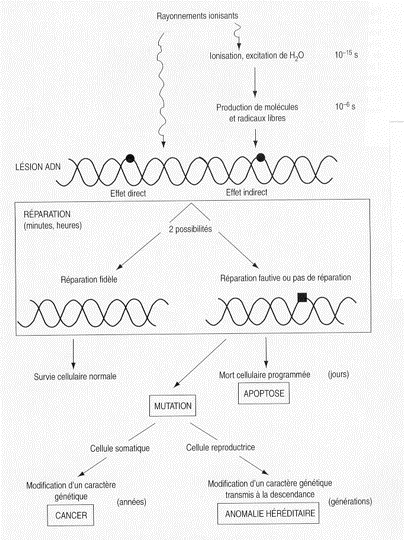 Rayonnements ionisants
Ionisation, excitation de H₂O 10⁻¹⁵ s
Production de molécules 10⁻⁶ s
et radicaux libres
LÉSION ADN
Effet direct Effet indirect
RÉPARATION
(minutes, heures)
2 possibilités
Réparation fidèle Réparation fautive ou pas de réparation
Survie cellulaire normale Mort cellulaire programmée (jours)
APOPTOSE
MUTATION
Cellule somatique Cellule reproductrice
Modification d'un caractère Modification d'un caractère génétique
génétique transmis à la descendance
(années) (générations)
CANCER ANOMALIE HÉRÉDITAIRE